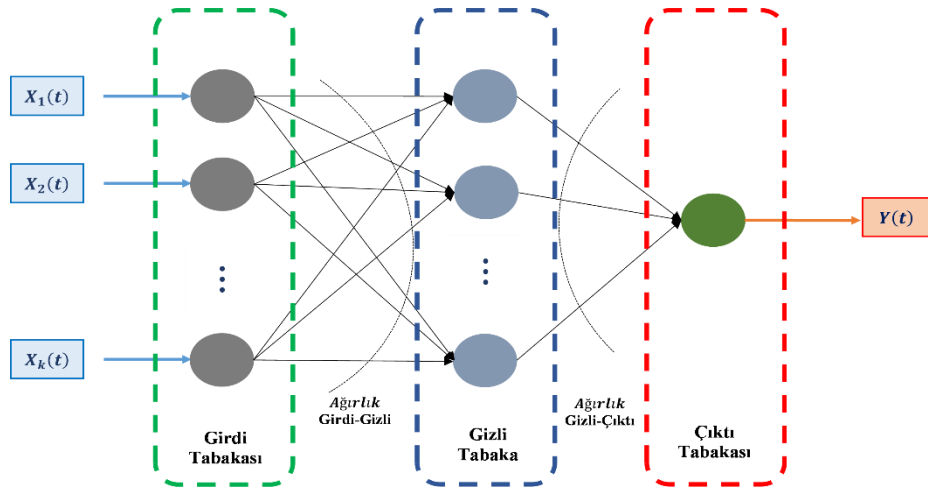 X₁(t)
X₂(t)
⋮
Xₖ(t)
⋮
Y(t)
Ağırlık
Girdi-Gizli
Ağırlık
Gizli-Çıktı
Girdi
Tabakası
Gizli
Tabaka
Çıktı
Tabakası